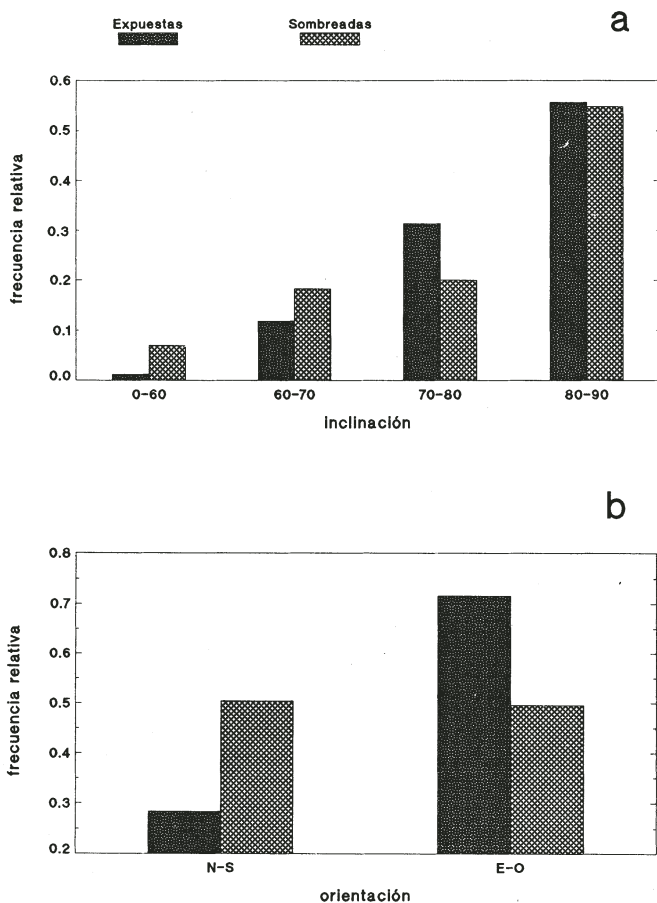 Expuestas Sombreadas
a
0.6
0.5
0.4
0.3
0.2
0.1
0.0
frecuencia relativa
0-60 60-70 70-80 80-90
inclinación
b
0.8
0.7
0.6
0.5
0.4
0.3
0.2
frecuencia relativa
N-S E-O
orientación